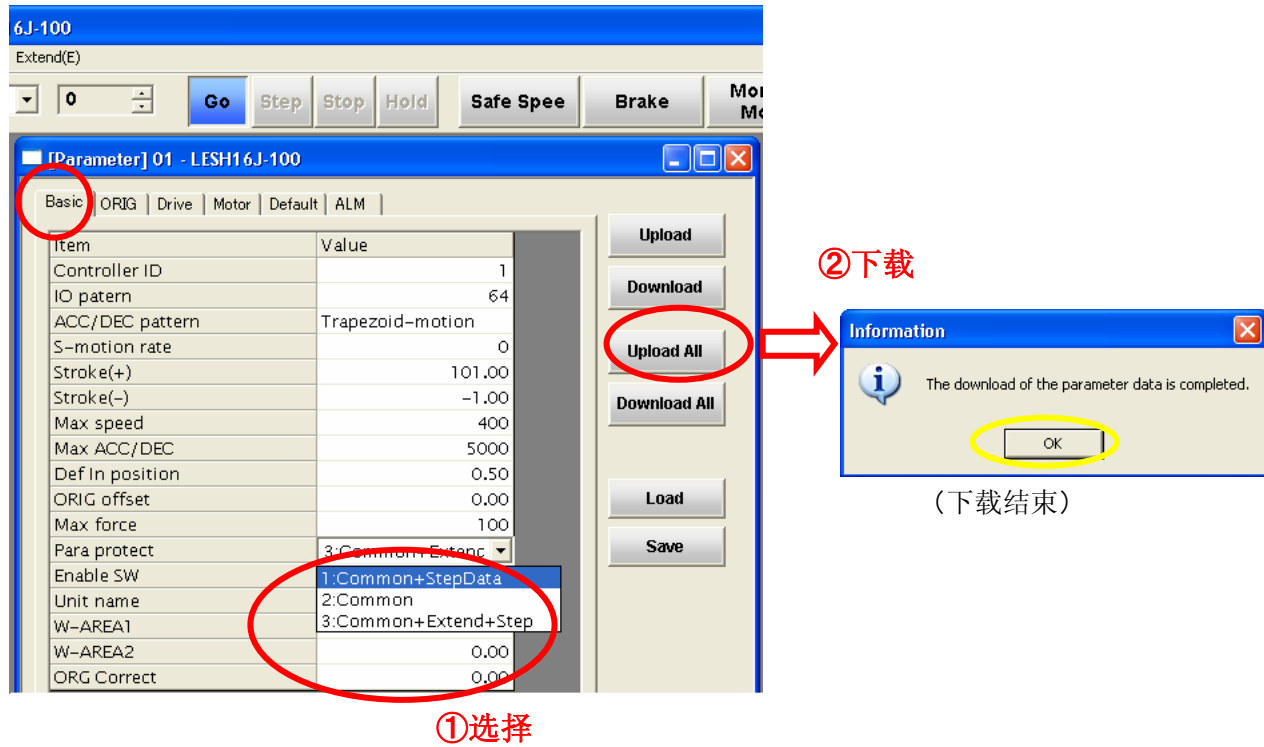 6J-100
Extend(E)
0
Go
Step
Stop
Hold
Safe Spee
Brake
[Parameter] 01 - LESH16J-100
Basic
ORIG
Drive
Motor
Default
ALM
Item Value
Controller ID 1
IO patern 64
ACC/DEC pattern Trapezoid-motion
S-motion rate 0
Stroke(+) 101.00
Stroke(-) -1.00
Max speed 400
Max ACC/DEC 5000
Def In position 0.50
ORIG offset 0.00
Max force 100
Para protect 3:Common+Extenc
Enable SW
Unit name
W-AREA1
W-AREA2 0.00
ORG Correct 0.00
1:Common+StepData
2:Common
3:Common+Extend+Step
Upload
Download
Upload All
Download All
Load
Save
①选择
②下载
Information
The download of the parameter data is completed.
OK
（下载结束）